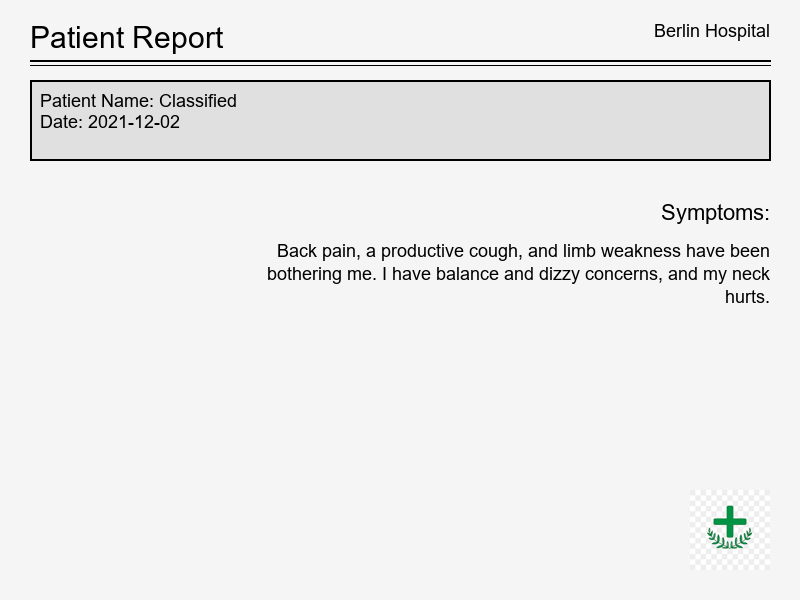 Patient Report
Berlin Hospital
Patient Name: Classified
Date: 2021-12-02
Symptoms:
Back pain, a productive cough, and limb weakness have been
bothering me. I have balance and dizzy concerns, and my neck
hurts.